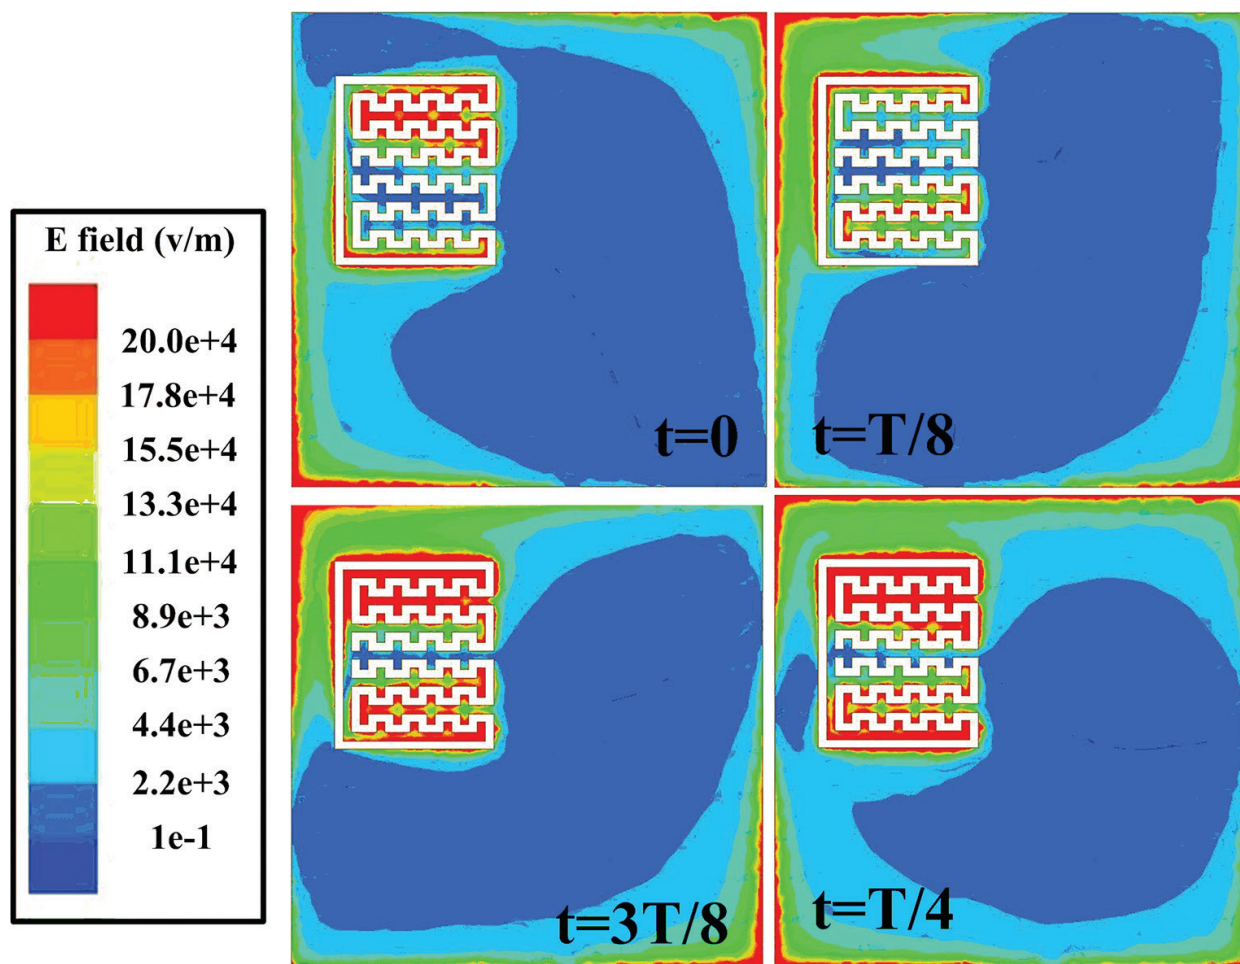 E field (v/m)
20.0e+4
17.8e+4
15.5e+4
13.3e+4
11.1e+4
8.9e+3
6.7e+3
4.4e+3
2.2e+3
1e-1
t=0
t=T/8
t=3T/8
t=T/4